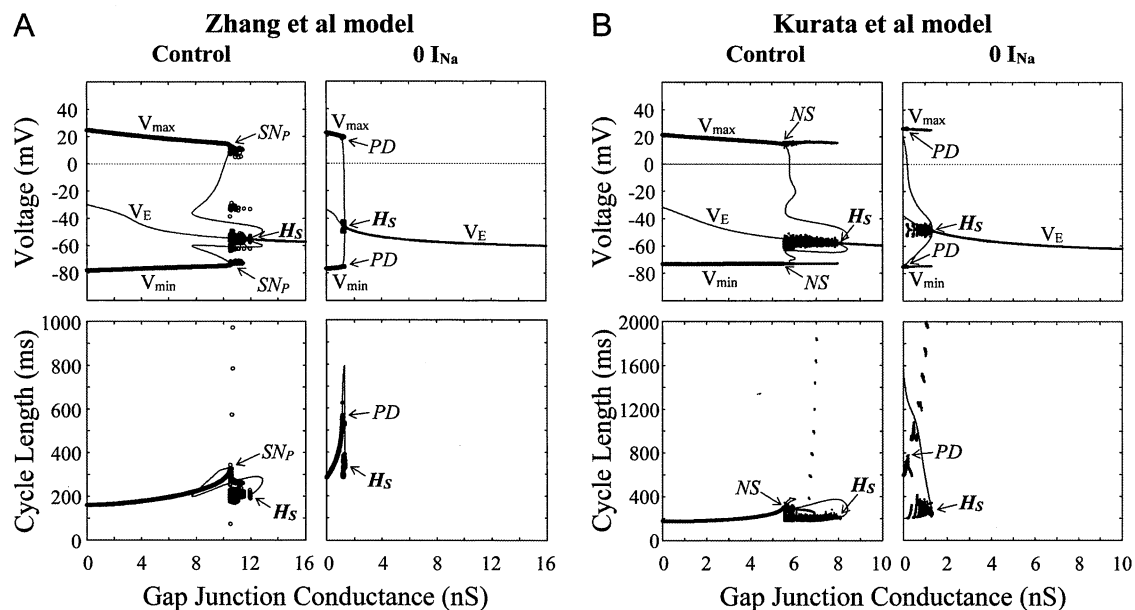 A
Zhang et al model
Control
0 INa
Voltage (mV)
40
20
0
-20
-40
-60
-80
Vmax
SNP
VE
HS
SNP
Vmin
Vmax
PD
HS
VE
PD
Vmin
Cycle Length (ms)
1000
800
600
400
200
0
SNP
HS
PD
HS
0 4 8 12 16
0 4 8 12 16
Gap Junction Conductance (nS)
B
Kurata et al model
Control
0 INa
Voltage (mV)
40
20
0
-20
-40
-60
-80
Vmax
NS
VE
HS
Vmin
NS
Vmax
PD
HS
VE
PD
Vmin
Cycle Length (ms)
2000
1600
1200
800
400
0
NS
HS
PD
HS
0 2 4 6 8 10
0 2 4 6 8 10
Gap Junction Conductance (nS)